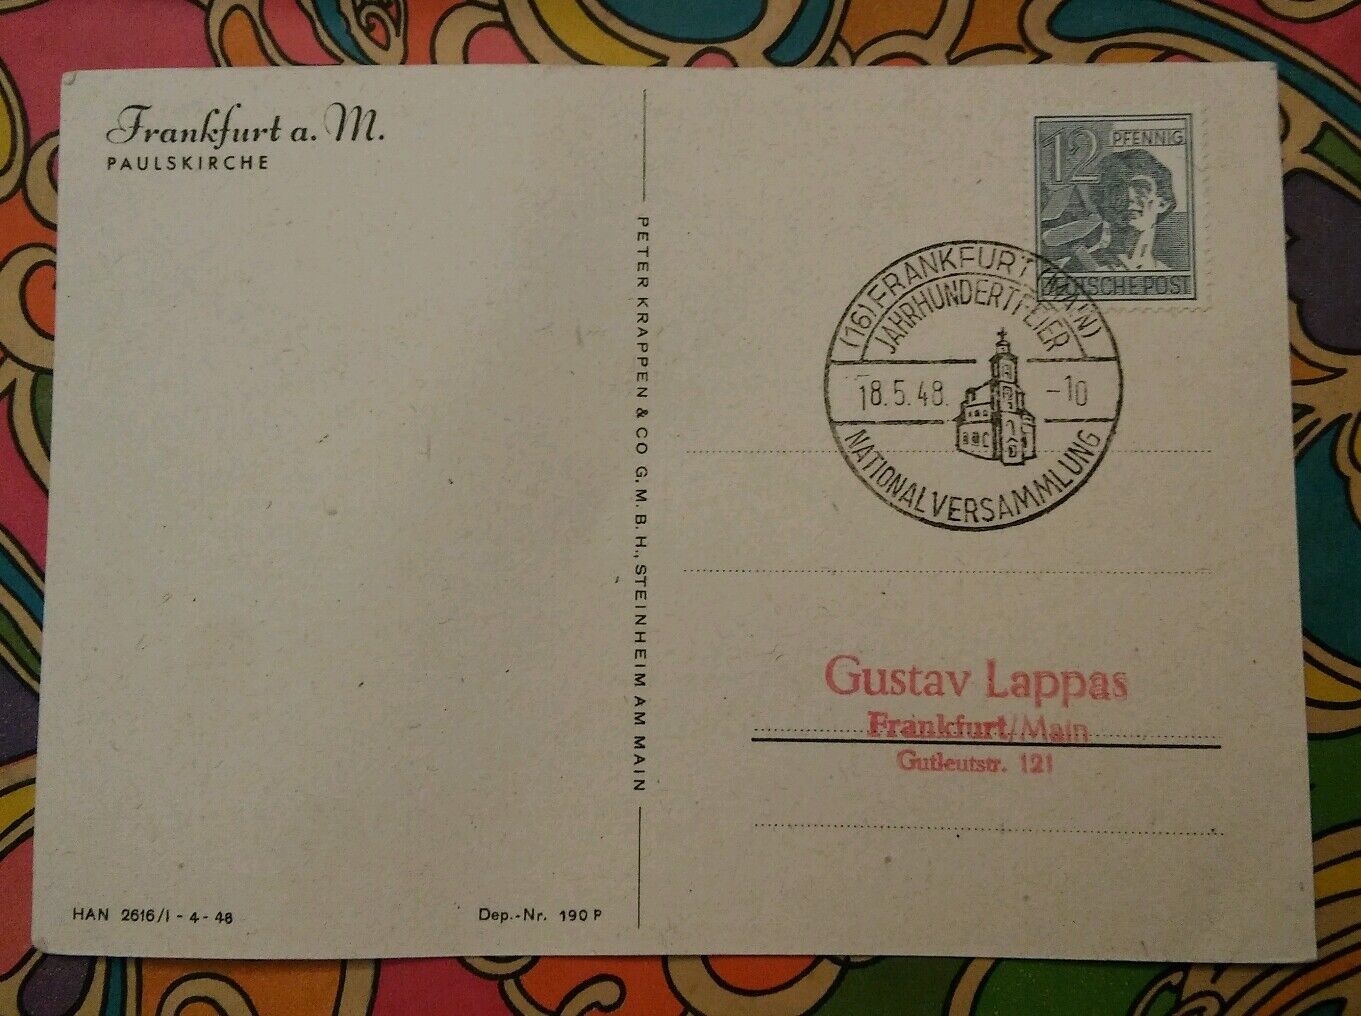 Frankfurt a. M.
PAULSKIRCHE
PETER KRAPPEN & CO G.M.B.H., STEINHEIM AM MAIN
12 PFENNIG
DEUTSCHE POST
(16) FRANKFURT (MAIN)
JAHRHUNDERTFEIER
18.5.48. -10
NATIONALVERSAMMLUNG
Gustav Lappas
Frankfurt/Main
Gutleutstr. 121
HAN 2616/I - 4 - 48
Dep.-Nr. 190 P